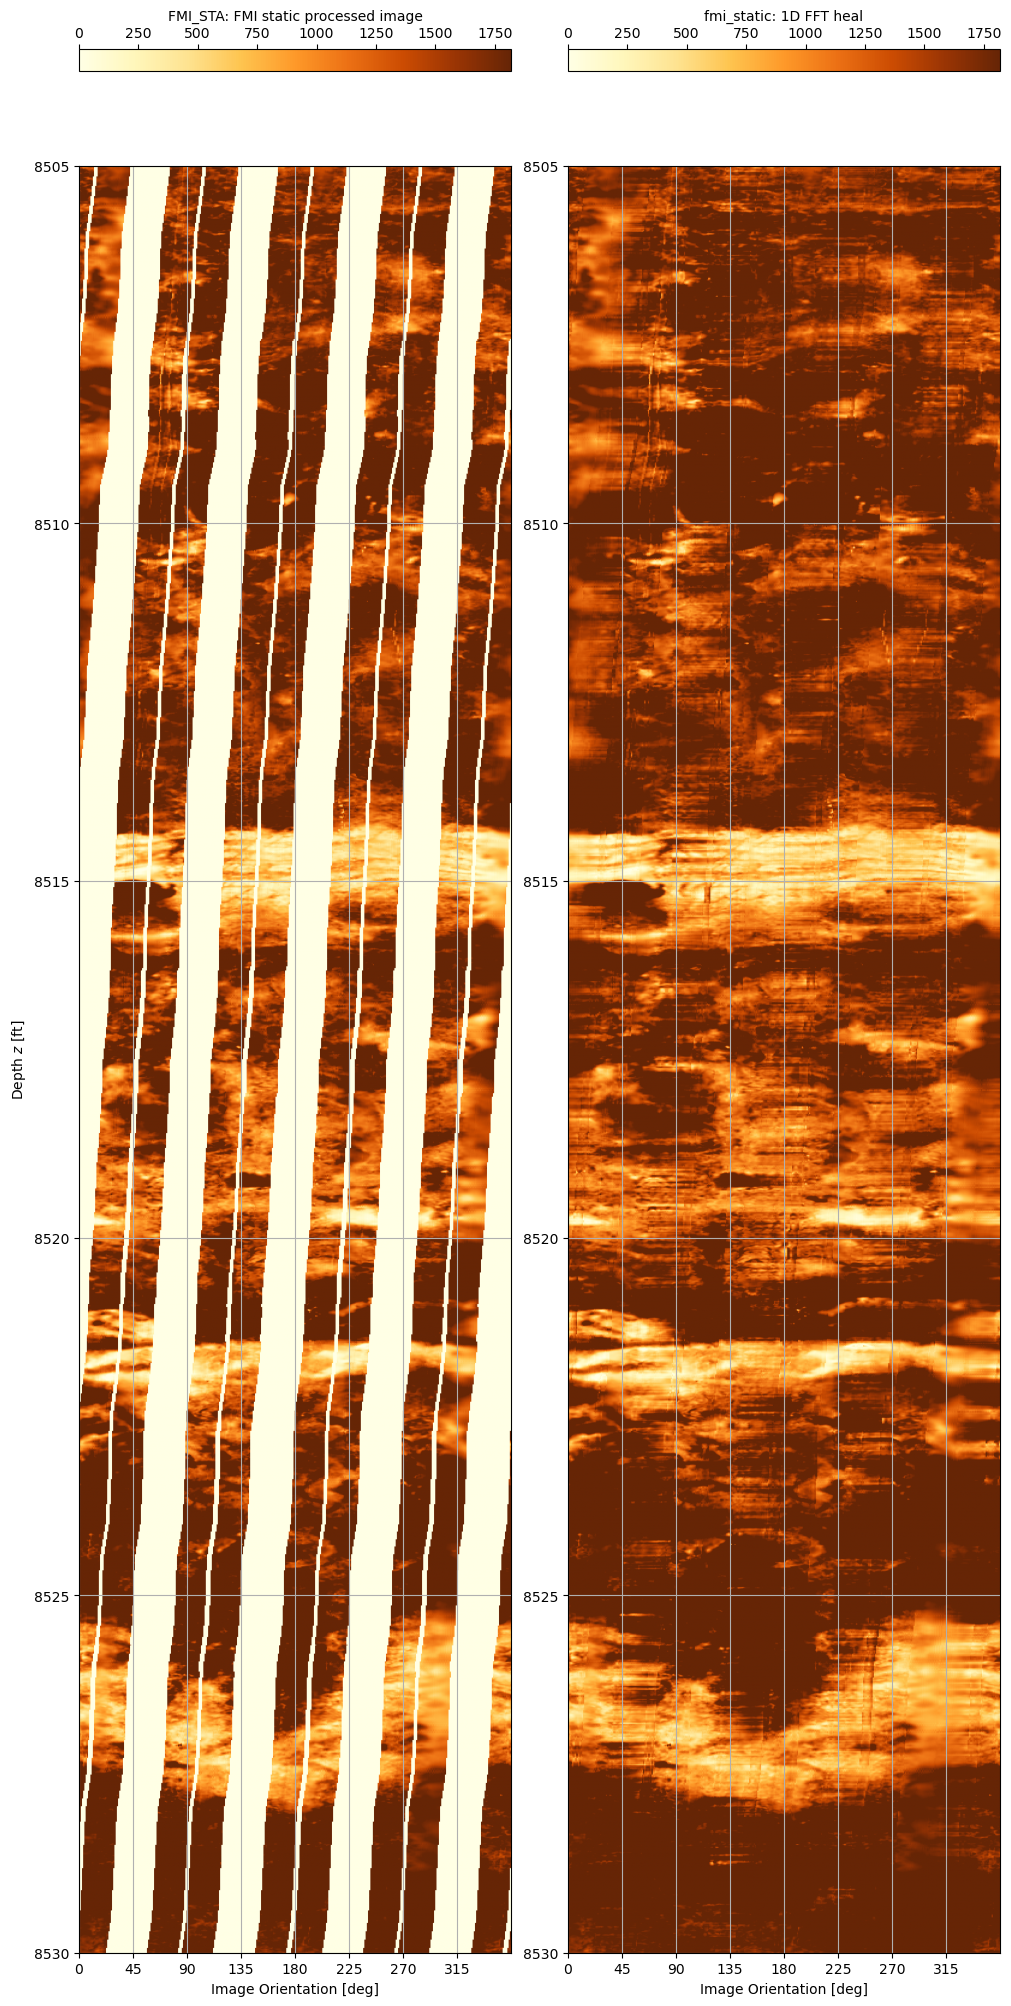 FMI_STA: FMI static processed image
0 250 500 750 1000 1250 1500 1750
fmi_static: 1D FFT heal
0 250 500 750 1000 1250 1500 1750
Depth z [ft]
8505
8510
8515
8520
8525
8530
0 45 90 135 180 225 270 315
Image Orientation [deg]
8505
8510
8515
8520
8525
8530
0 45 90 135 180 225 270 315
Image Orientation [deg]